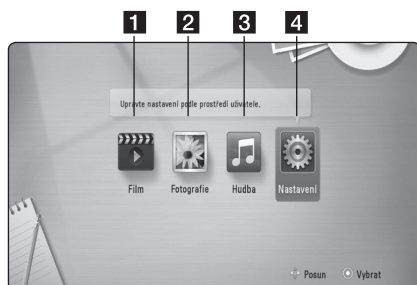 1 2 3 4
Upravte nastavení podle prostředí uživatele.
Film Fotografie Hudba Nastavení
Posun Vybrat